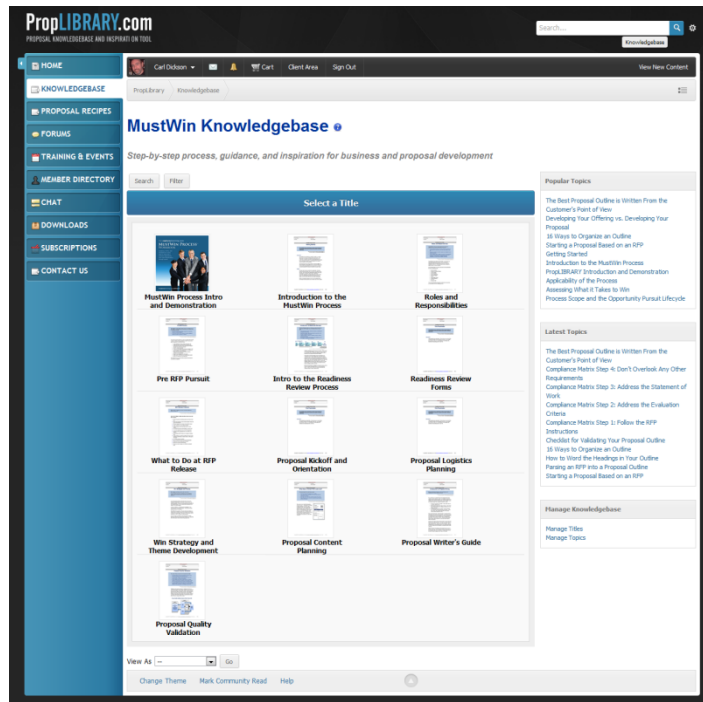 PropLIBRARY.com
PROPOSAL KNOWLEDGEBASE AND INSPIRATI ON TOOL
Search...
Knowledgebase
HOME
KNOWLEDGEBASE
PROPOSAL RECIPES
FORUMS
TRAINING & EVENTS
MEMBER DIRECTORY
CHAT
DOWNLOADS
SUBSCRIPTIONS
CONTACT US
Carl Dickson
Cart
Client Area
Sign Out
View New Content
PropLibrary
Knowledgebase
MustWin Knowledgebase
Step-by-step process, guidance, and inspiration for business and proposal development
Search
Filter
Select a Title
MustWin Process Intro
and Demonstration
Introduction to the
MustWin Process
Roles and
Responsibilities
Pre RFP Pursuit
Intro to the Readiness
Review Process
Readiness Review
Forms
What to Do at RFP
Release
Proposal Kickoff and
Orientation
Proposal Logistics
Planning
Win Strategy and
Theme Development
Proposal Content
Planning
Proposal Writer's Guide
Proposal Quality
Validation
Popular Topics
The Best Proposal Outline is Written From the
Customer's Point of View
Developing Your Offering vs. Developing Your
Proposal
16 Ways to Organize an Outline
Starting a Proposal Based on an RFP
Getting Started
Introduction to the MustWin Process
PropLIBRARY Introduction and Demonstration
Applicability of the Process
Assessing What it Takes to Win
Process Scope and the Opportunity Pursuit Lifecycle
Latest Topics
The Best Proposal Outline is Written From the
Customer's Point of View
Compliance Matrix Step 4: Don't Overlook Any Other
Requirements
Compliance Matrix Step 3: Address the Statement of
Work
Compliance Matrix Step 2: Address the Evaluation
Criteria
Compliance Matrix Step 1: Follow the RFP
Instructions
Checklist for Validating Your Proposal Outline
16 Ways to Organize an Outline
How to Word the Headings in Your Outline
Parsing an RFP into a Proposal Outline
Starting a Proposal Based on an RFP
Manage Knowledgebase
Manage Titles
Manage Topics
View As
--
Go
Change Theme
Mark Community Read
Help